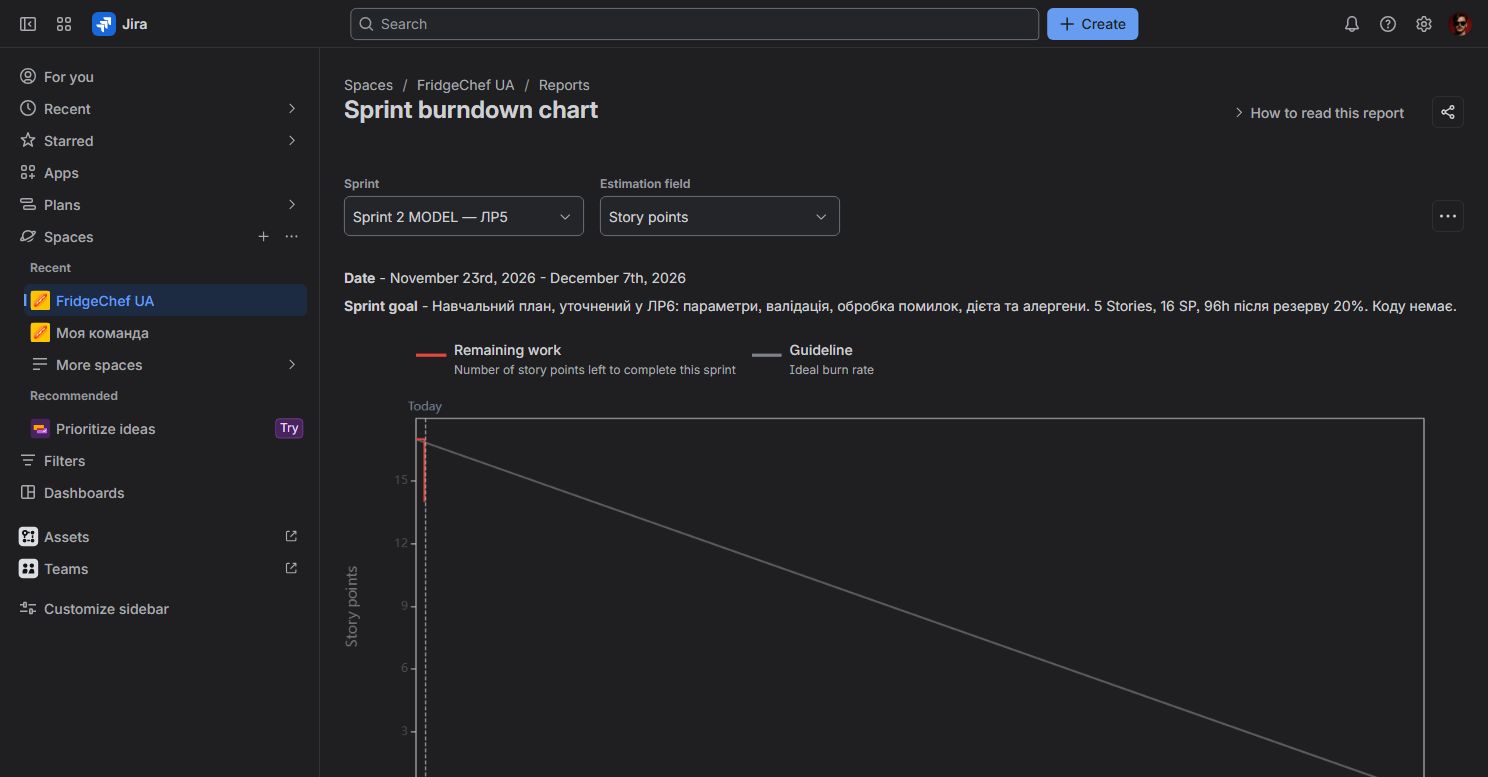 Jira
Search
+ Create
For you
Recent
Starred
Apps
Plans
Spaces
Recent
FridgeChef UA
Моя команда
More spaces
Recommended
Prioritize ideas
Try
Filters
Dashboards
Assets
Teams
Customize sidebar
Spaces / FridgeChef UA / Reports
Sprint burndown chart
How to read this report
Sprint
Sprint 2 MODEL — ЛР5
Estimation field
Story points
Date - November 23rd, 2026 - December 7th, 2026
Sprint goal - Навчальний план, уточнений у ЛР6: параметри, валідація, обробка помилок, дієта та алергени. 5 Stories, 16 SP, 96h після резерву 20%. Коду немає.
Remaining work
Number of story points left to complete this sprint
Guideline
Ideal burn rate
Today
15
12
9
6
3
Story points